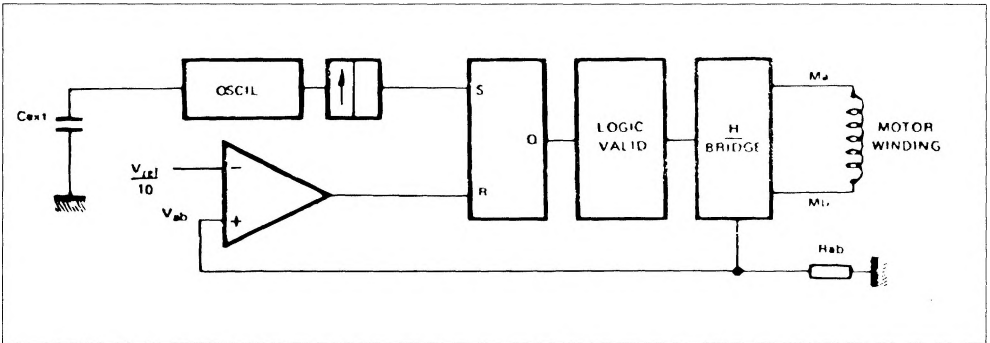 Cext
OSCIL
Vref
10
Vab
S
R
Q
LOGIC
VALID
H
BRIDGE
Ma
Mb
MOTOR
WINDING
Rab